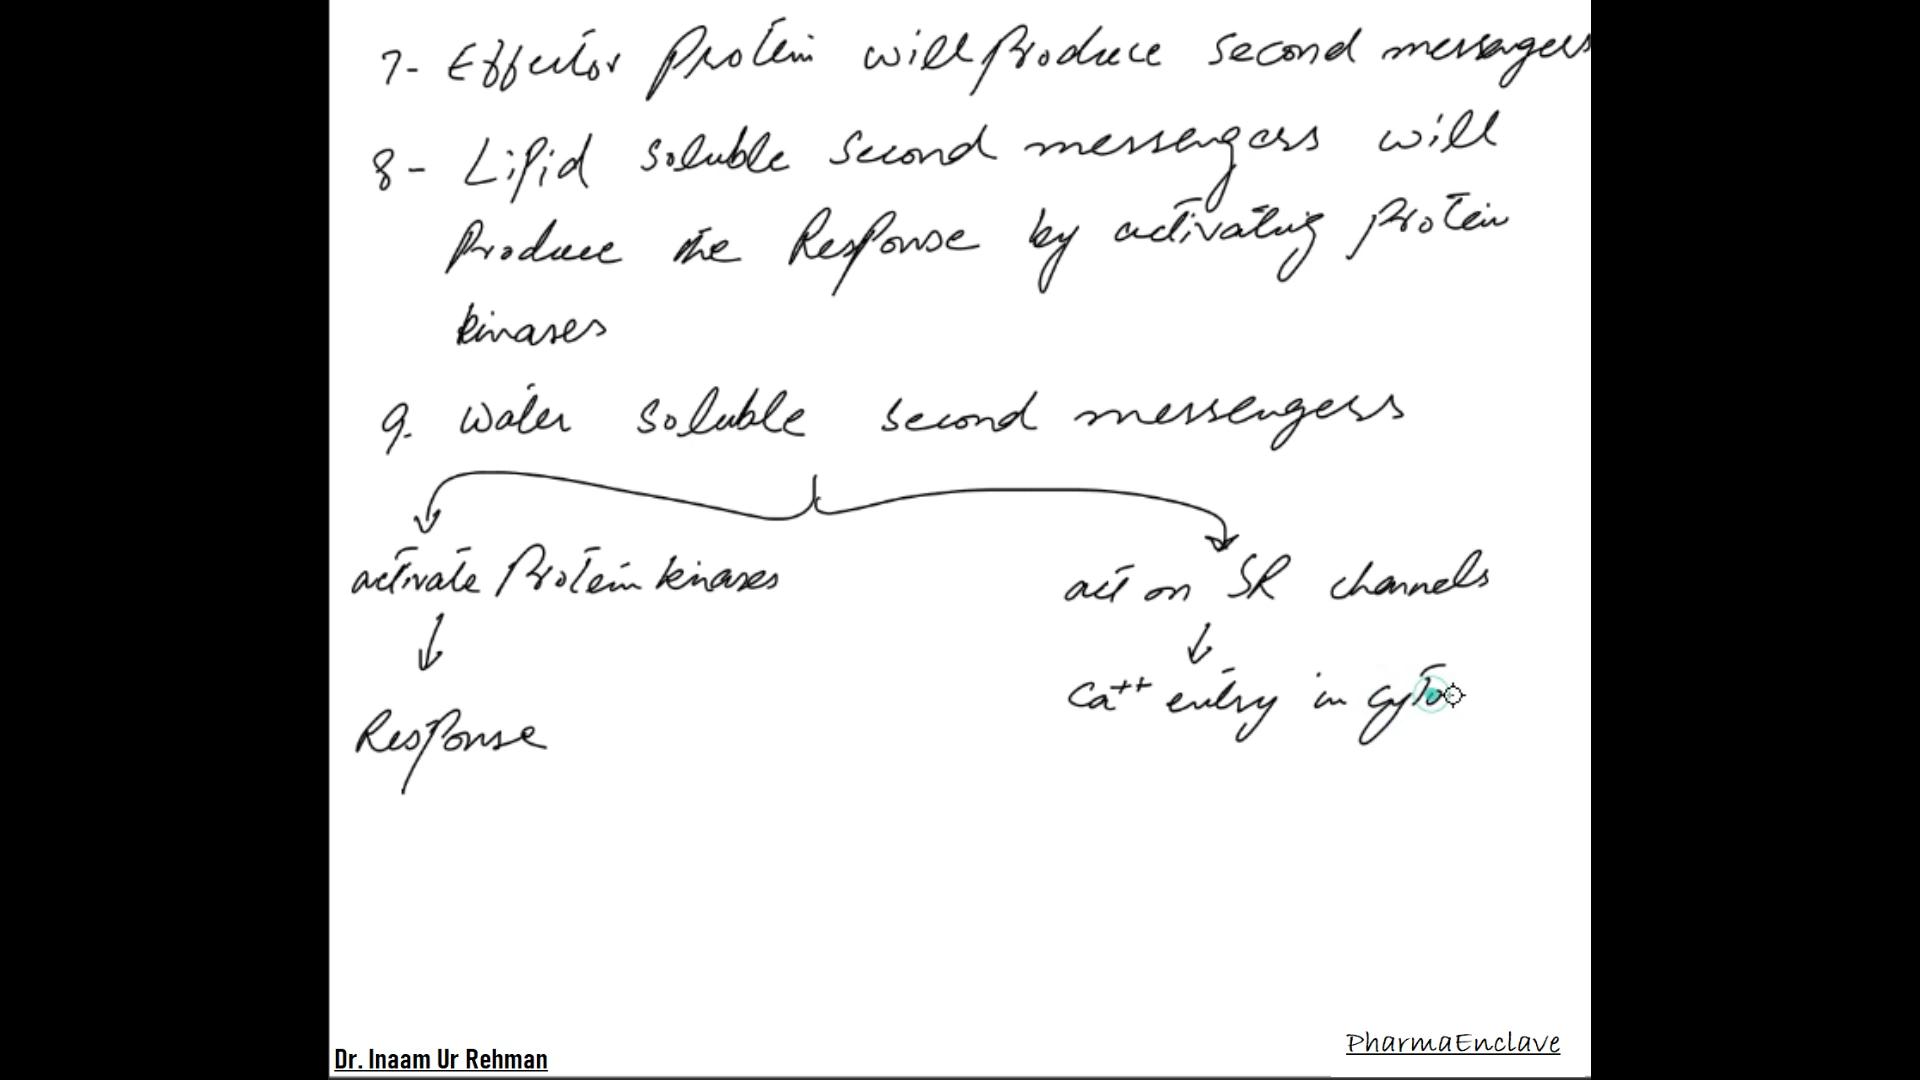 7- Effector Protein will Produce second messengers
8- Lipid soluble second messengers will
Produce the Response by activating protein
kinases
9. Water soluble second messengers
activate Protein kinases
act on SR channels
Ca++ entry in cyto
Response
Dr. Inaam Ur Rehman
PharmaEnclave